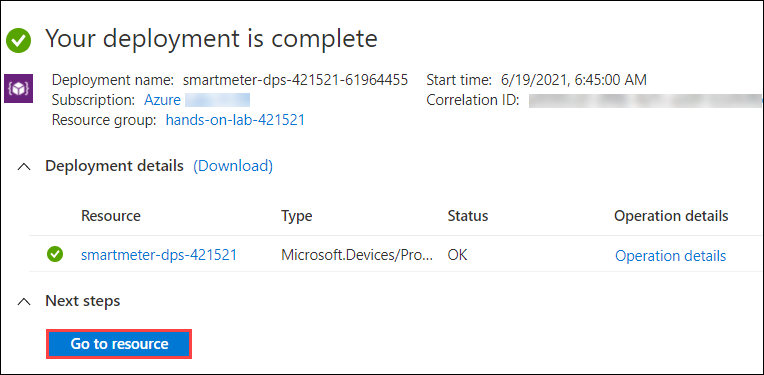 Your deployment is complete
Deployment name: smartmeter-dps-421521-61964455 Start time: 6/19/2021, 6:45:00 AM
Subscription: Azure Correlation ID:
Resource group: hands-on-lab-421521
Deployment details (Download)
Resource Type Status Operation details
smartmeter-dps-421521 Microsoft.Devices/Pro... OK Operation details
Next steps
Go to resource